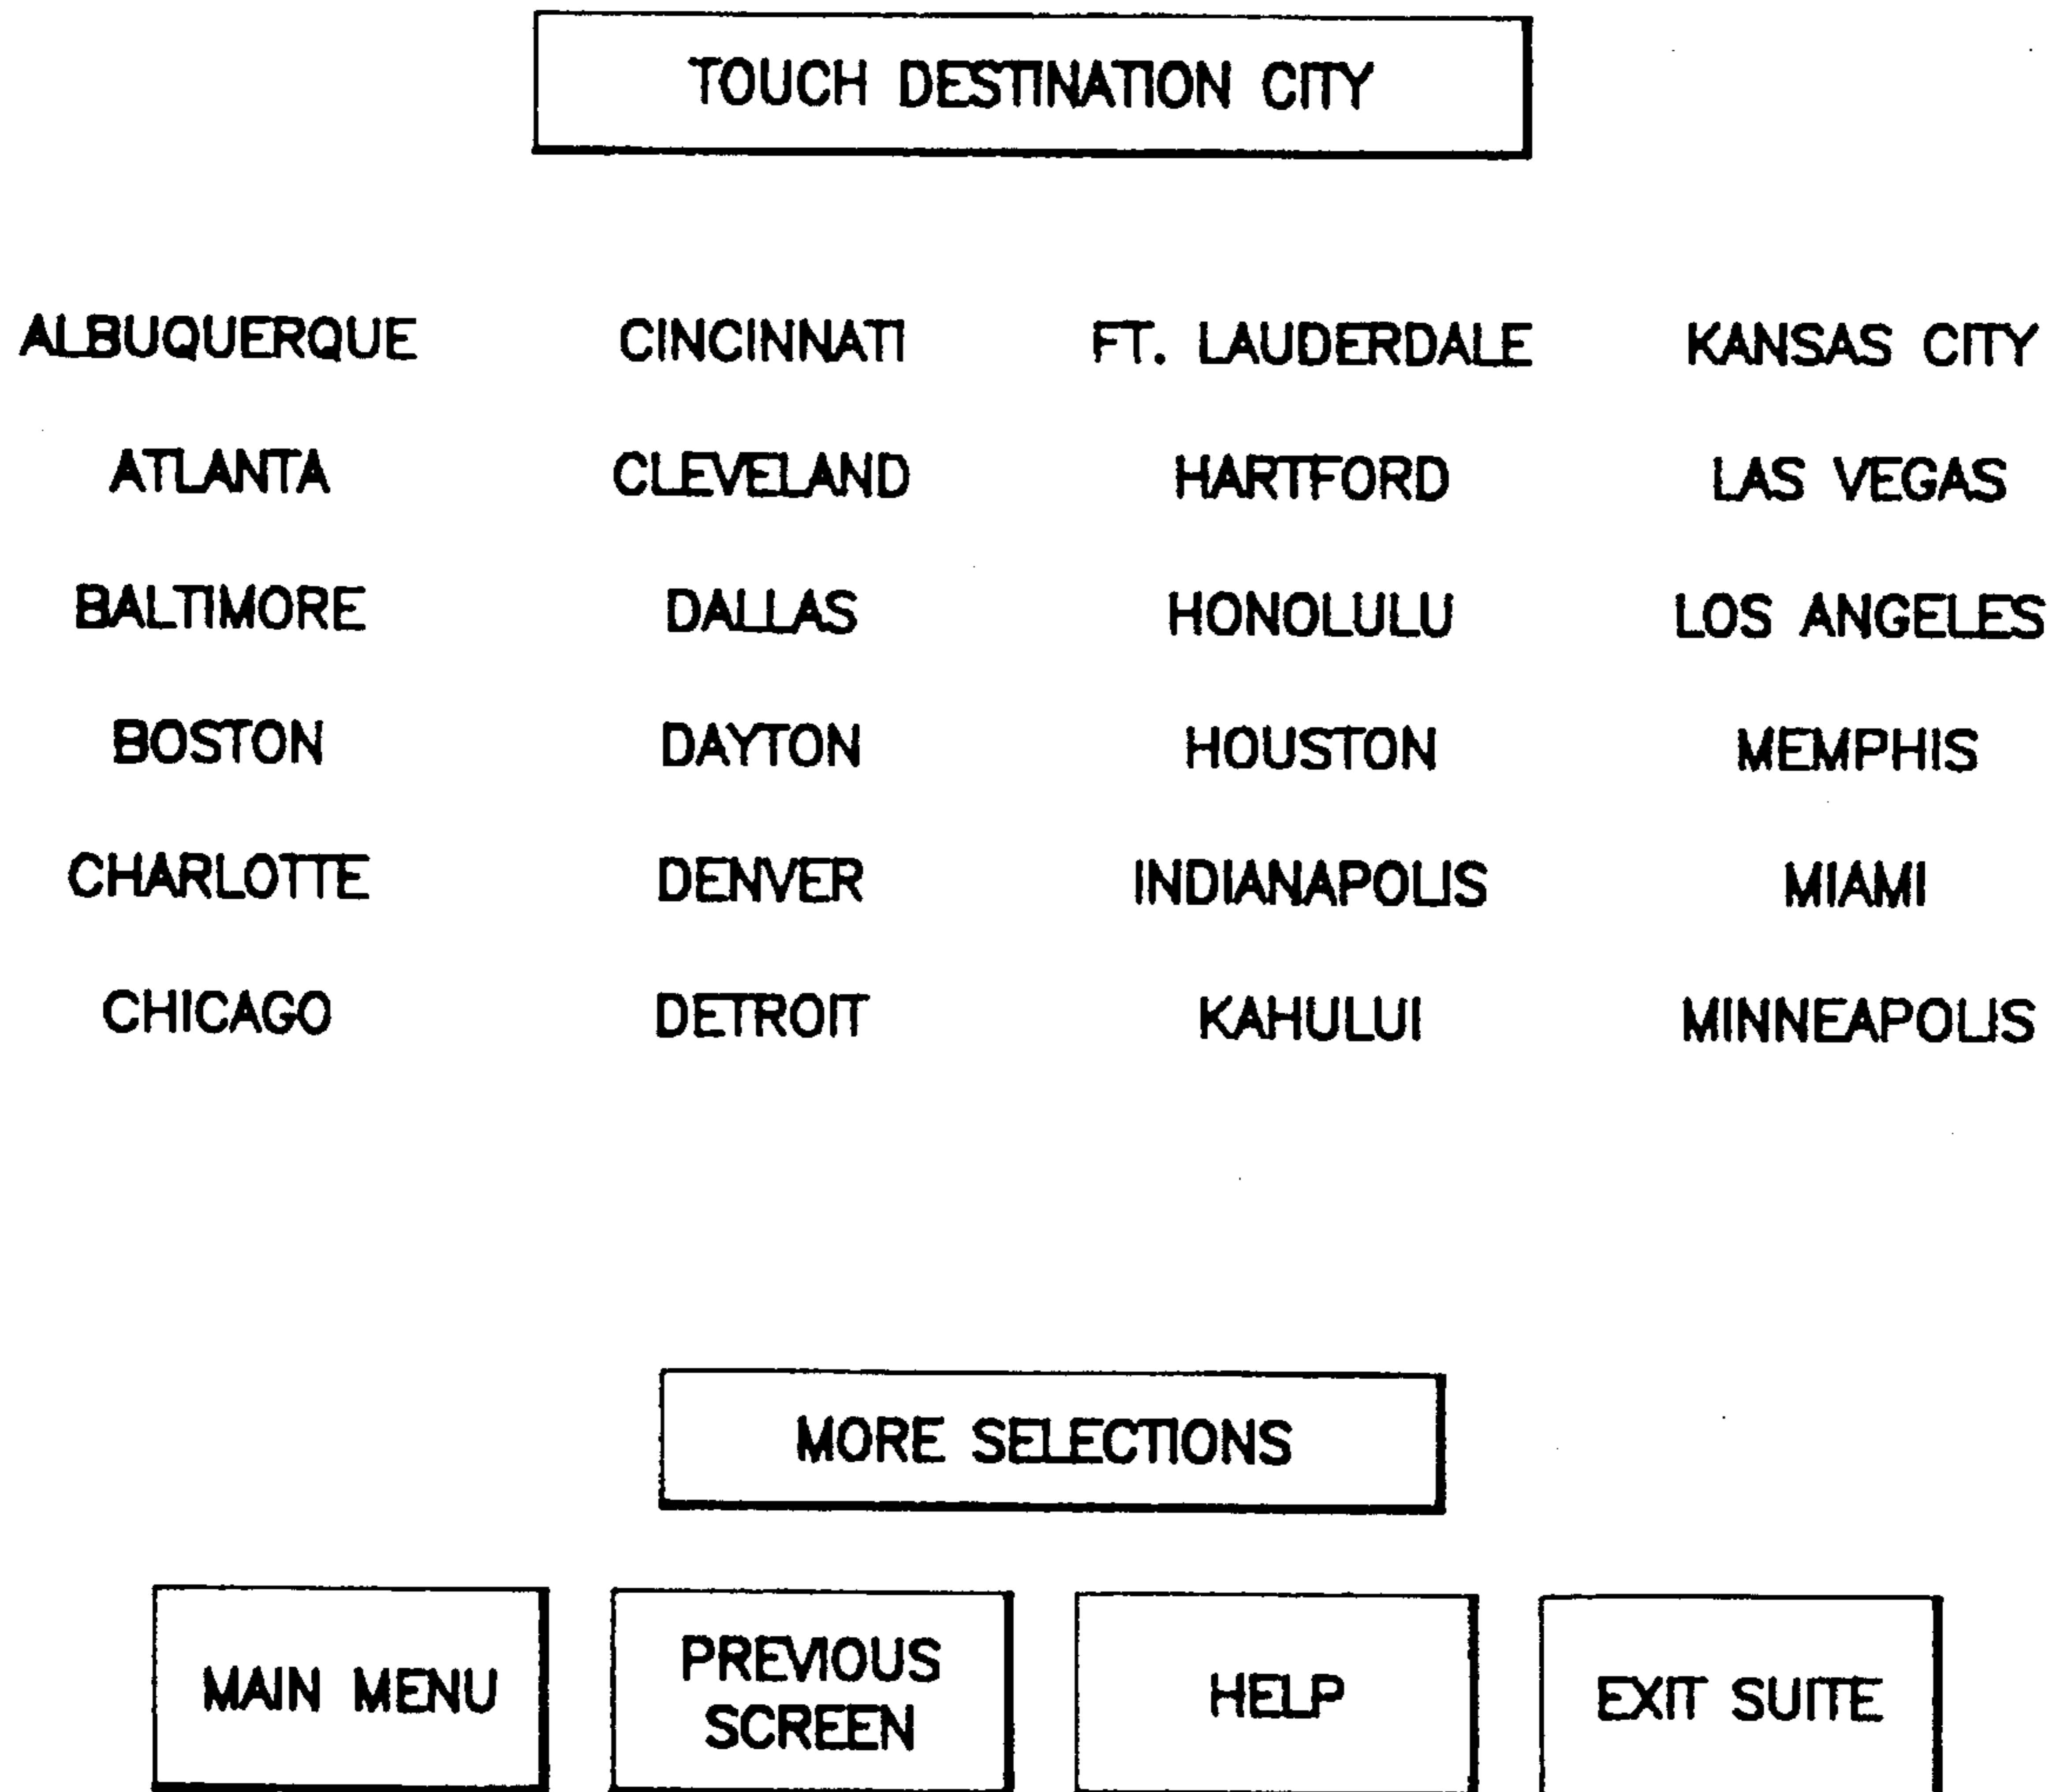 TOUCH DESTINATION CITY
ALBUQUERQUE CINCINNATI FT. LAUDERDALE KANSAS CITY
ATLANTA CLEVELAND HARTFORD LAS VEGAS
BALTIMORE DALLAS HONOLULU LOS ANGELES
BOSTON DAYTON HOUSTON MEMPHIS
CHARLOTTE DENVER INDIANAPOLIS MIAMI
CHICAGO DETROIT KAHULUI MINNEAPOLIS
MORE SELECTIONS
MAIN MENU
PREVIOUS
SCREEN
HELP
EXIT SUITE